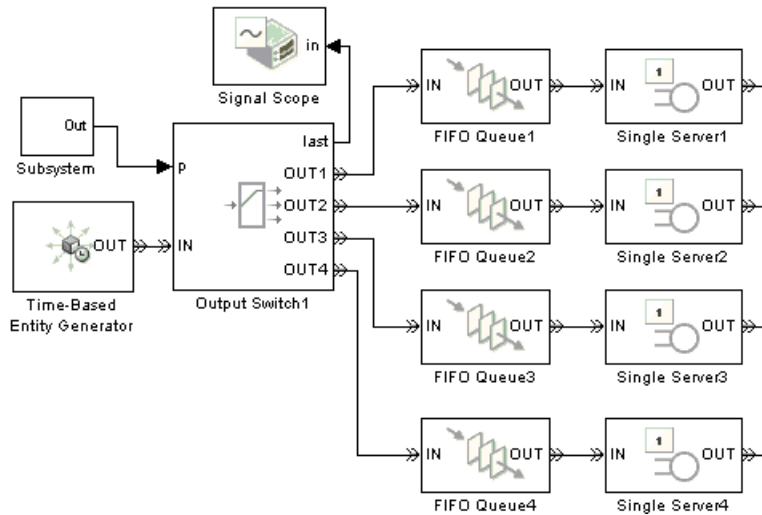 in
Signal Scope
Out
Subsystem
OUT
Time-Based
Entity Generator
p
IN
last
OUT1
OUT2
OUT3
OUT4
Output Switch1
IN OUT
FIFO Queue1
1
IN OUT
Single Server1
IN OUT
FIFO Queue2
1
IN OUT
Single Server2
IN OUT
FIFO Queue3
1
IN OUT
Single Server3
IN OUT
FIFO Queue4
1
IN OUT
Single Server4